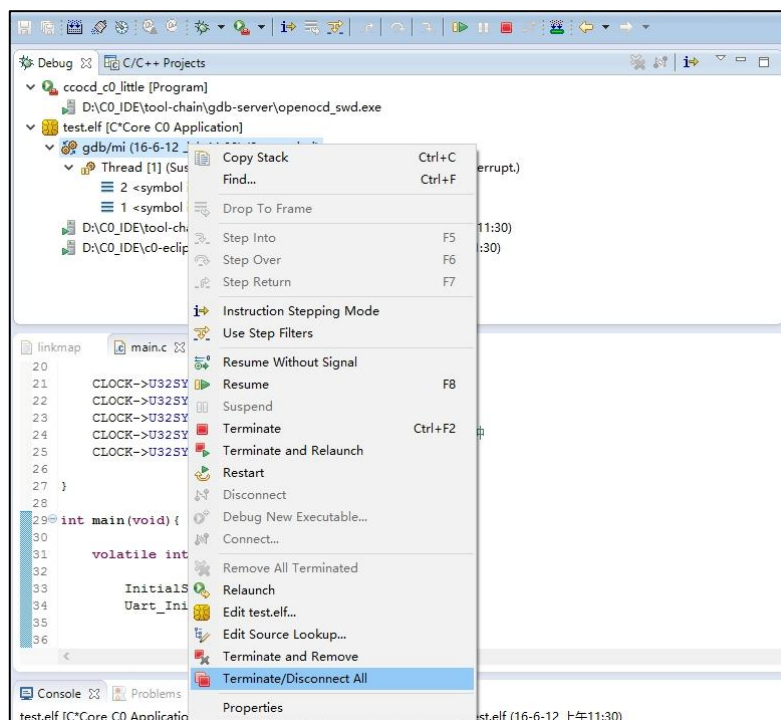 Debug C/C++ Projects
ccocd_c0_little [Program]
D:\C0_IDE\tool-chain\gdb-server\openocd_swd.exe
test.elf [C*Core C0 Application]
gdb/mi (16-6-12
Thread [1] (Sus errupt.)
2 <symbol
1 <symbol
D:\C0_IDE\tool-cha 11:30)
D:\C0_IDE\c0-eclip :30)
Copy Stack Ctrl+C
Find... Ctrl+F
Drop To Frame
Step Into F5
Step Over F6
Step Return F7
Instruction Stepping Mode
Use Step Filters
Resume Without Signal
Resume F8
Suspend
Terminate Ctrl+F2
Terminate and Relaunch
Restart
Disconnect
Debug New Executable...
Connect...
Remove All Terminated
Relaunch
Edit test.elf...
Edit Source Lookup...
Terminate and Remove
Terminate/Disconnect All
Properties
linkmap main.c
20
21 CLOCK->U32SY
22 CLOCK->U32SY
23 CLOCK->U32SY
24 CLOCK->U32SY
25 CLOCK->U32SY
26
27 }
28
29 int main(void){
30
31 volatile int
32
33 InitialS
34 Uart_Ini
35
36
Console Problems
test.elf [C*Core C0 Applicatio st.elf (16-6-12 上午11:30)